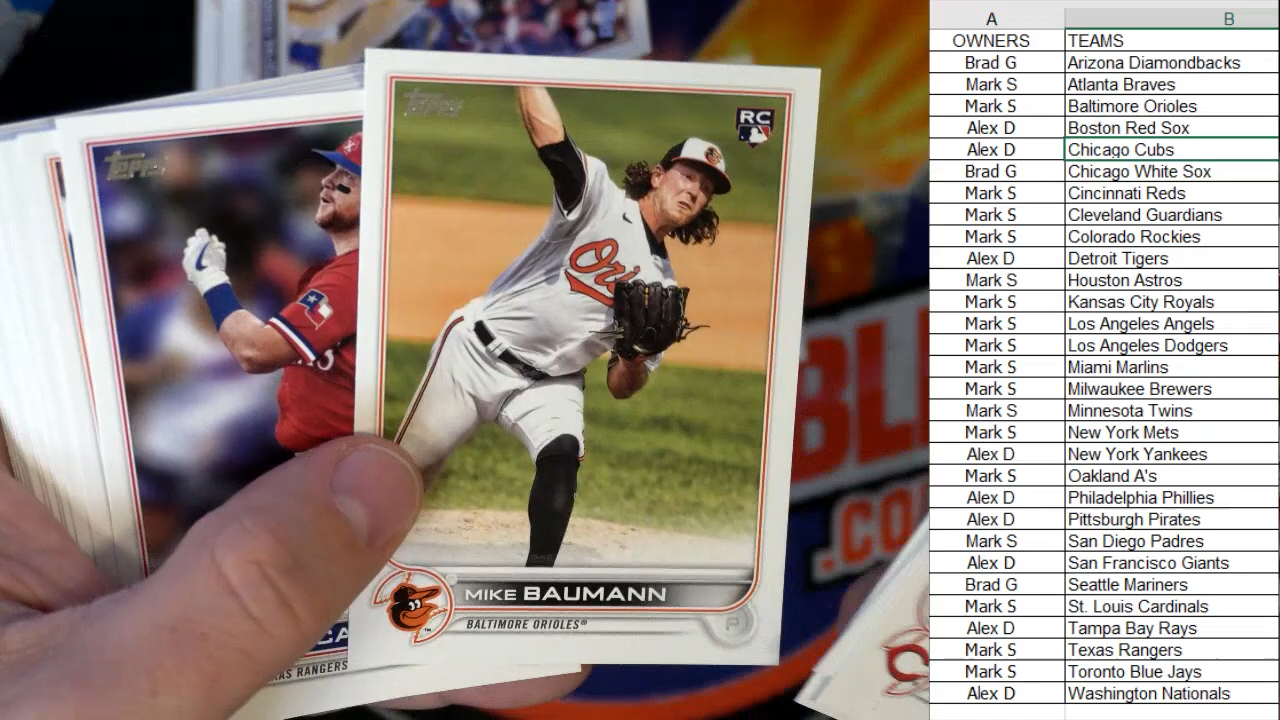 Topps
RC
Topps
Ori
MIKE BAUMANN
BALTIMORE ORIOLES®
P
CA
AS RANGERS
BL
.CO
A B
OWNERS TEAMS
Brad G Arizona Diamondbacks
Mark S Atlanta Braves
Mark S Baltimore Orioles
Alex D Boston Red Sox
Alex D Chicago Cubs
Brad G Chicago White Sox
Mark S Cincinnati Reds
Mark S Cleveland Guardians
Mark S Colorado Rockies
Alex D Detroit Tigers
Mark S Houston Astros
Mark S Kansas City Royals
Mark S Los Angeles Angels
Mark S Los Angeles Dodgers
Mark S Miami Marlins
Mark S Milwaukee Brewers
Mark S Minnesota Twins
Mark S New York Mets
Alex D New York Yankees
Mark S Oakland A's
Alex D Philadelphia Phillies
Alex D Pittsburgh Pirates
Mark S San Diego Padres
Alex D San Francisco Giants
Brad G Seattle Mariners
Mark S St. Louis Cardinals
Alex D Tampa Bay Rays
Mark S Texas Rangers
Mark S Toronto Blue Jays
Alex D Washington Nationals